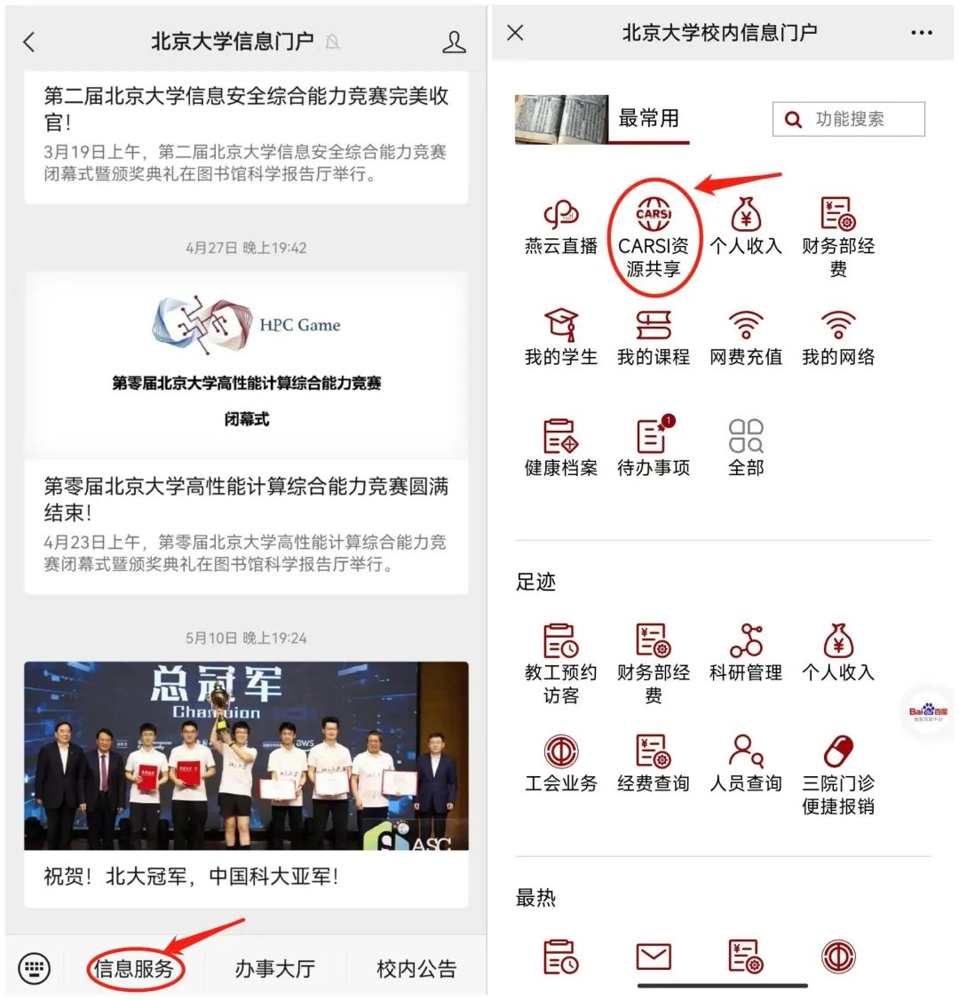 北京大学信息门户
第二届北京大学信息安全综合能力竞赛完美收
官！
3月19日上午，第二届北京大学信息安全综合能力竞赛
闭幕式暨颁奖典礼在图书馆科学报告厅举行。
4月27日 晚上19:42
HPC Game
第零届北京大学高性能计算综合能力竞赛
闭幕式
第零届北京大学高性能计算综合能力竞赛圆满
结束！
4月23日上午，第零届北京大学高性能计算综合能力竞
赛闭幕式暨颁奖典礼在图书馆科学报告厅举行。
5月10日 晚上19:24
总冠军
Champion
aws
ASC
祝贺！北大冠军，中国科大亚军！
信息服务
办事大厅
校内公告
北京大学校内信息门户
最常用
功能搜索
CARSI
燕云直播
CARSI资
源共享
个人收入
财务部经
费
我的学生
我的课程
网费充值
我的网络
1
健康档案
待办事项
全部
足迹
教工预约
访客
财务部经
费
科研管理
个人收入
Bai百度
工会业务
经费查询
人员查询
三院门诊
便捷报销
最热